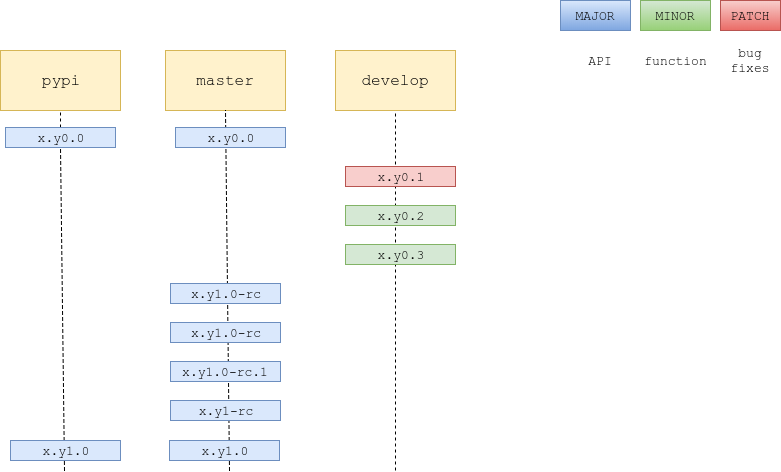 MAJOR MINOR PATCH
API function bug
fixes
pypi master develop
x.y0.0 x.y0.0
x.y0.1
x.y0.2
x.y0.3
x.y1.0-rc
x.y1.0-rc
x.y1.0-rc.1
x.y1-rc
x.y1.0 x.y1.0